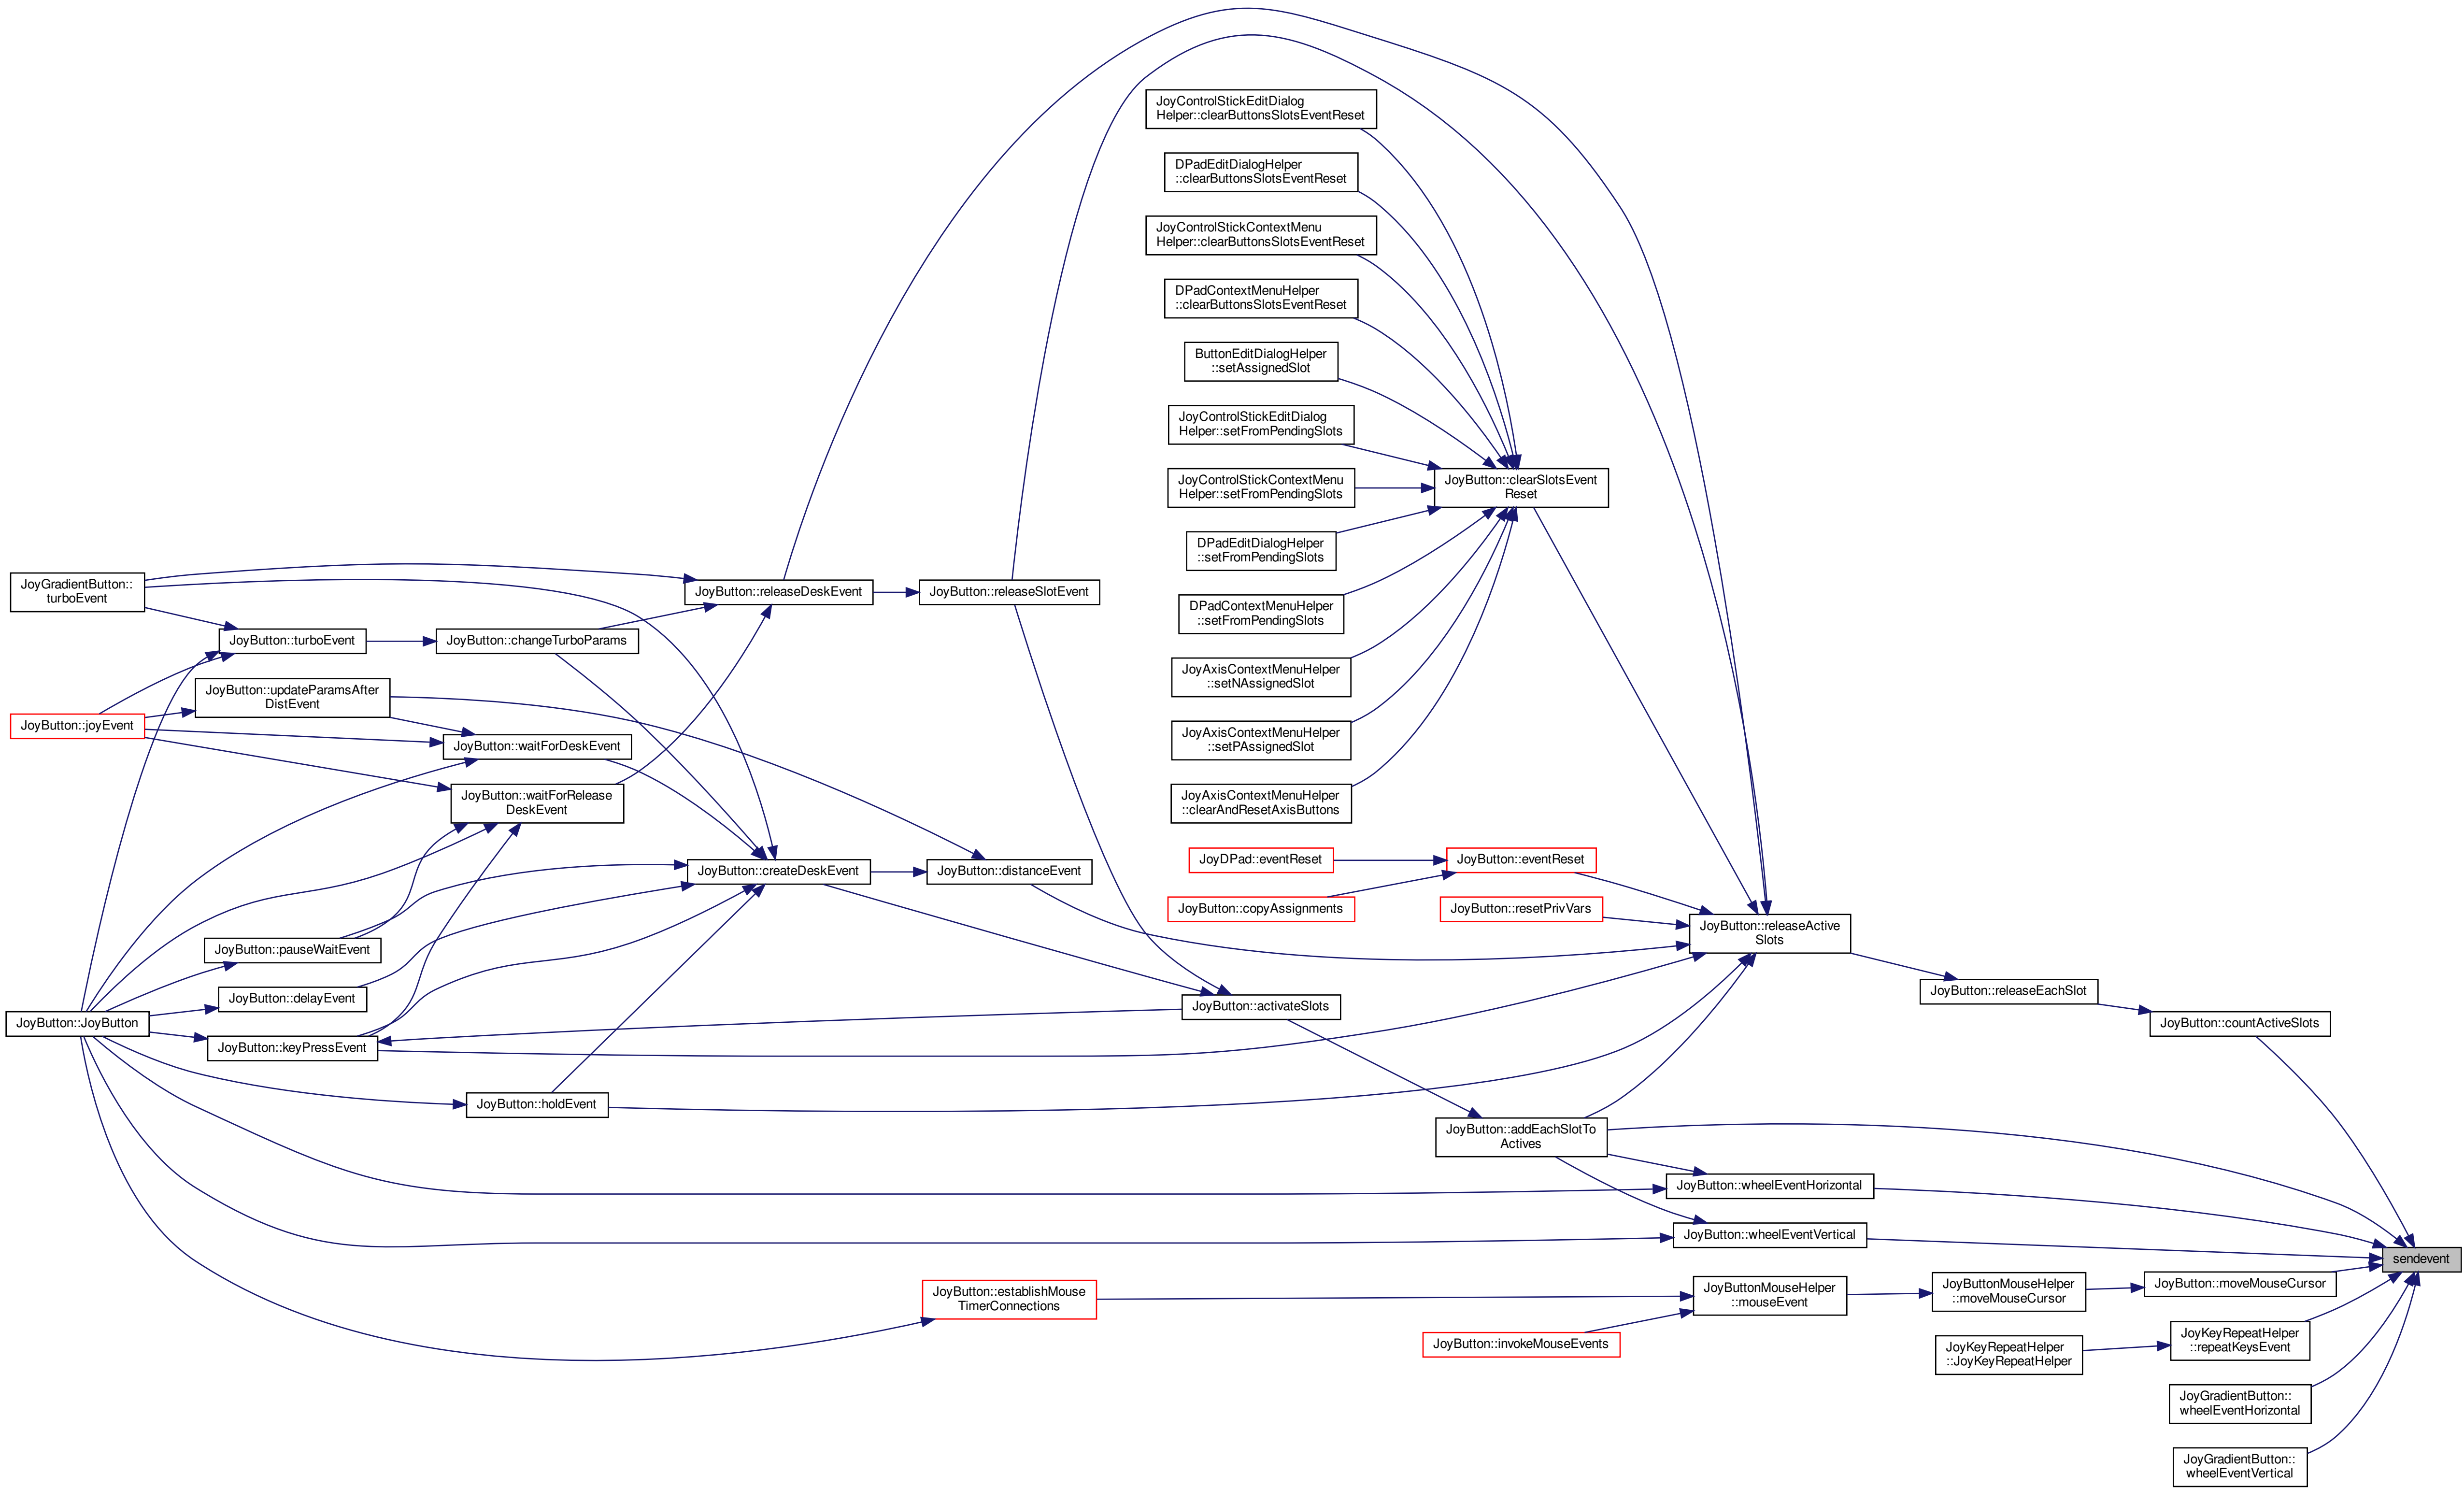 JoyControlStickEditDialog
Helper::clearButtonsSlotsEventReset
DPadEditDialogHelper
::clearButtonsSlotsEventReset
JoyControlStickContextMenu
Helper::clearButtonsSlotsEventReset
DPadContextMenuHelper
::clearButtonsSlotsEventReset
ButtonEditDialogHelper
::setAssignedSlot
JoyControlStickEditDialog
Helper::setFromPendingSlots
JoyControlStickContextMenu
Helper::setFromPendingSlots
JoyButton::clearSlotsEvent
Reset
DPadEditDialogHelper
::setFromPendingSlots
DPadContextMenuHelper
::setFromPendingSlots
JoyAxisContextMenuHelper
::setNAssignedSlot
JoyAxisContextMenuHelper
::setPAssignedSlot
JoyAxisContextMenuHelper
::clearAndResetAxisButtons
JoyGradientButton::
turboEvent
JoyButton::releaseDeskEvent
JoyButton::releaseSlotEvent
JoyButton::turboEvent
JoyButton::changeTurboParams
JoyButton::updateParamsAfter
DistEvent
JoyButton::joyEvent
JoyButton::waitForDeskEvent
JoyButton::waitForRelease
DeskEvent
JoyButton::createDeskEvent
JoyButton::distanceEvent
JoyDPad::eventReset
JoyButton::eventReset
JoyButton::copyAssignments
JoyButton::resetPrivVars
JoyButton::releaseActive
Slots
JoyButton::pauseWaitEvent
JoyButton::delayEvent
JoyButton::JoyButton
JoyButton::keyPressEvent
JoyButton::activateSlots
JoyButton::releaseEachSlot
JoyButton::countActiveSlots
JoyButton::holdEvent
JoyButton::addEachSlotTo
Actives
JoyButton::wheelEventHorizontal
JoyButton::wheelEventVertical
sendevent
JoyButton::establishMouse
TimerConnections
JoyButtonMouseHelper
::mouseEvent
JoyButtonMouseHelper
::moveMouseCursor
JoyButton::moveMouseCursor
JoyButton::invokeMouseEvents
JoyKeyRepeatHelper
::JoyKeyRepeatHelper
JoyKeyRepeatHelper
::repeatKeysEvent
JoyGradientButton::
wheelEventHorizontal
JoyGradientButton::
wheelEventVertical